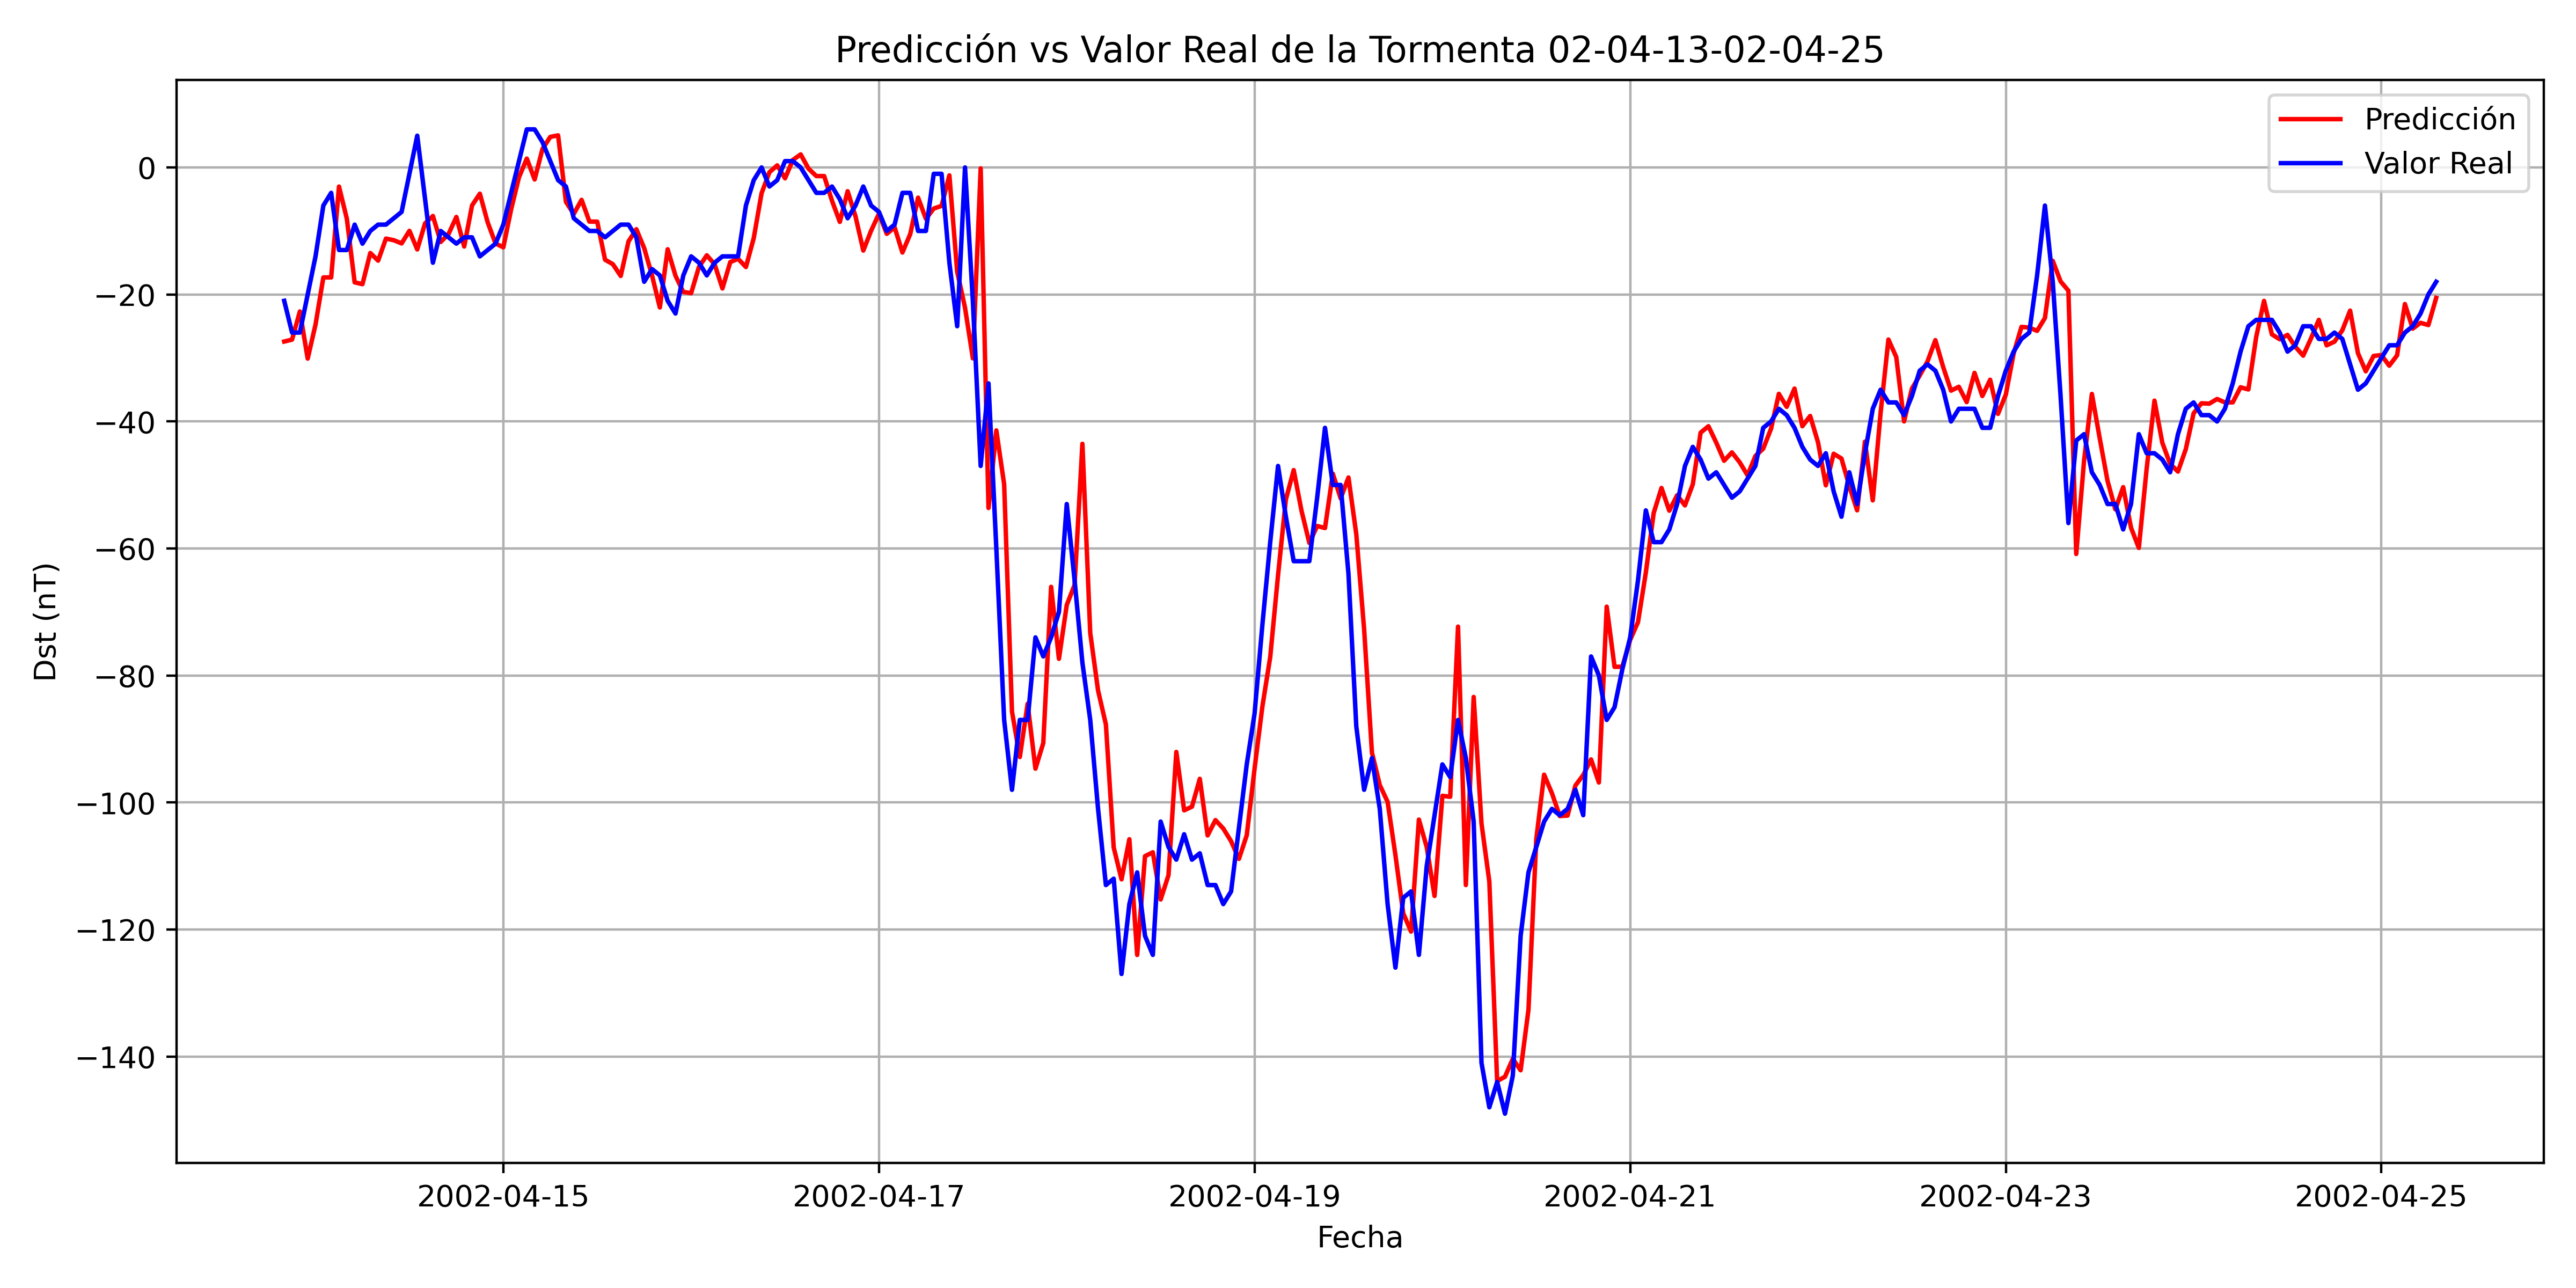 Predicción vs Valor Real de la Tormenta 02-04-13-02-04-25
Predicción
Valor Real
0
−20
−40
−60
−80
−100
−120
−140
Dst (nT)
2002-04-15
2002-04-17
2002-04-19
2002-04-21
2002-04-23
2002-04-25
Fecha